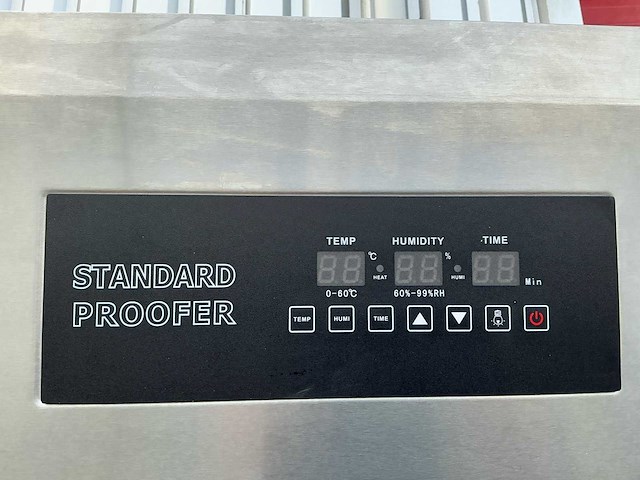 STANDARD
PROOFER
TEMP HUMIDITY TIME
°C HEAT % HUMI Min
0-60°C 60%-99%RH
TEMP HUMI TIME